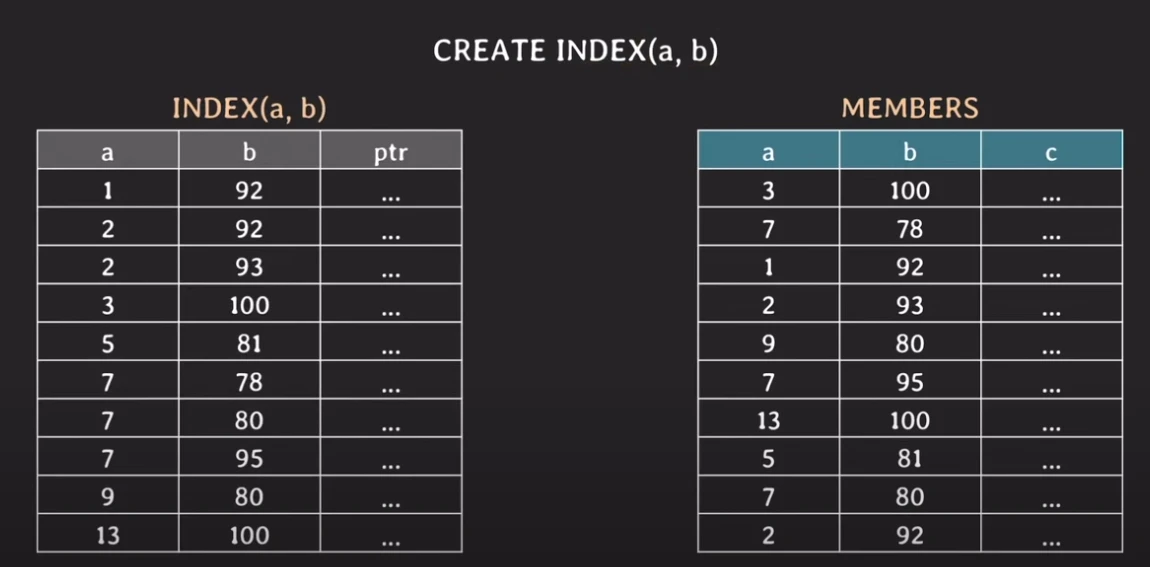 CREATE INDEX(a, b)
INDEX(a, b)
a b ptr
1 92 ...
2 92 ...
2 93 ...
3 100 ...
5 81 ...
7 78 ...
7 80 ...
7 95 ...
9 80 ...
13 100 ...
MEMBERS
a b c
3 100 ...
7 78 ...
1 92 ...
2 93 ...
9 80 ...
7 95 ...
13 100 ...
5 81 ...
7 80 ...
2 92 ...